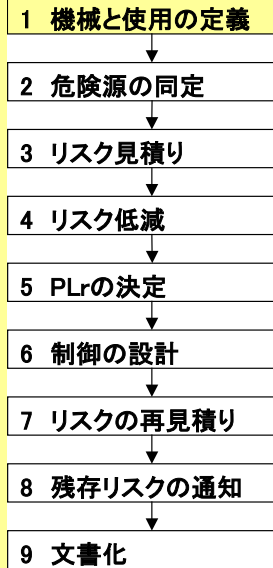 1 機械と使用の定義
2 危険源の同定
3 リスク見積り
4 リスク低減
5 PLrの決定
6 制御の設計
7 リスクの再見積り
8 残存リスクの通知
9 文書化